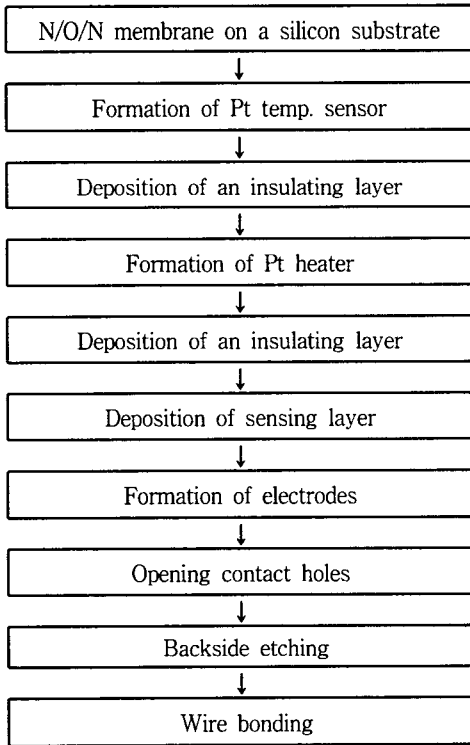 N/O/N membrane on a silicon substrate
Formation of Pt temp. sensor
Deposition of an insulating layer
Formation of Pt heater
Deposition of an insulating layer
Deposition of sensing layer
Formation of electrodes
Opening contact holes
Backside etching
Wire bonding